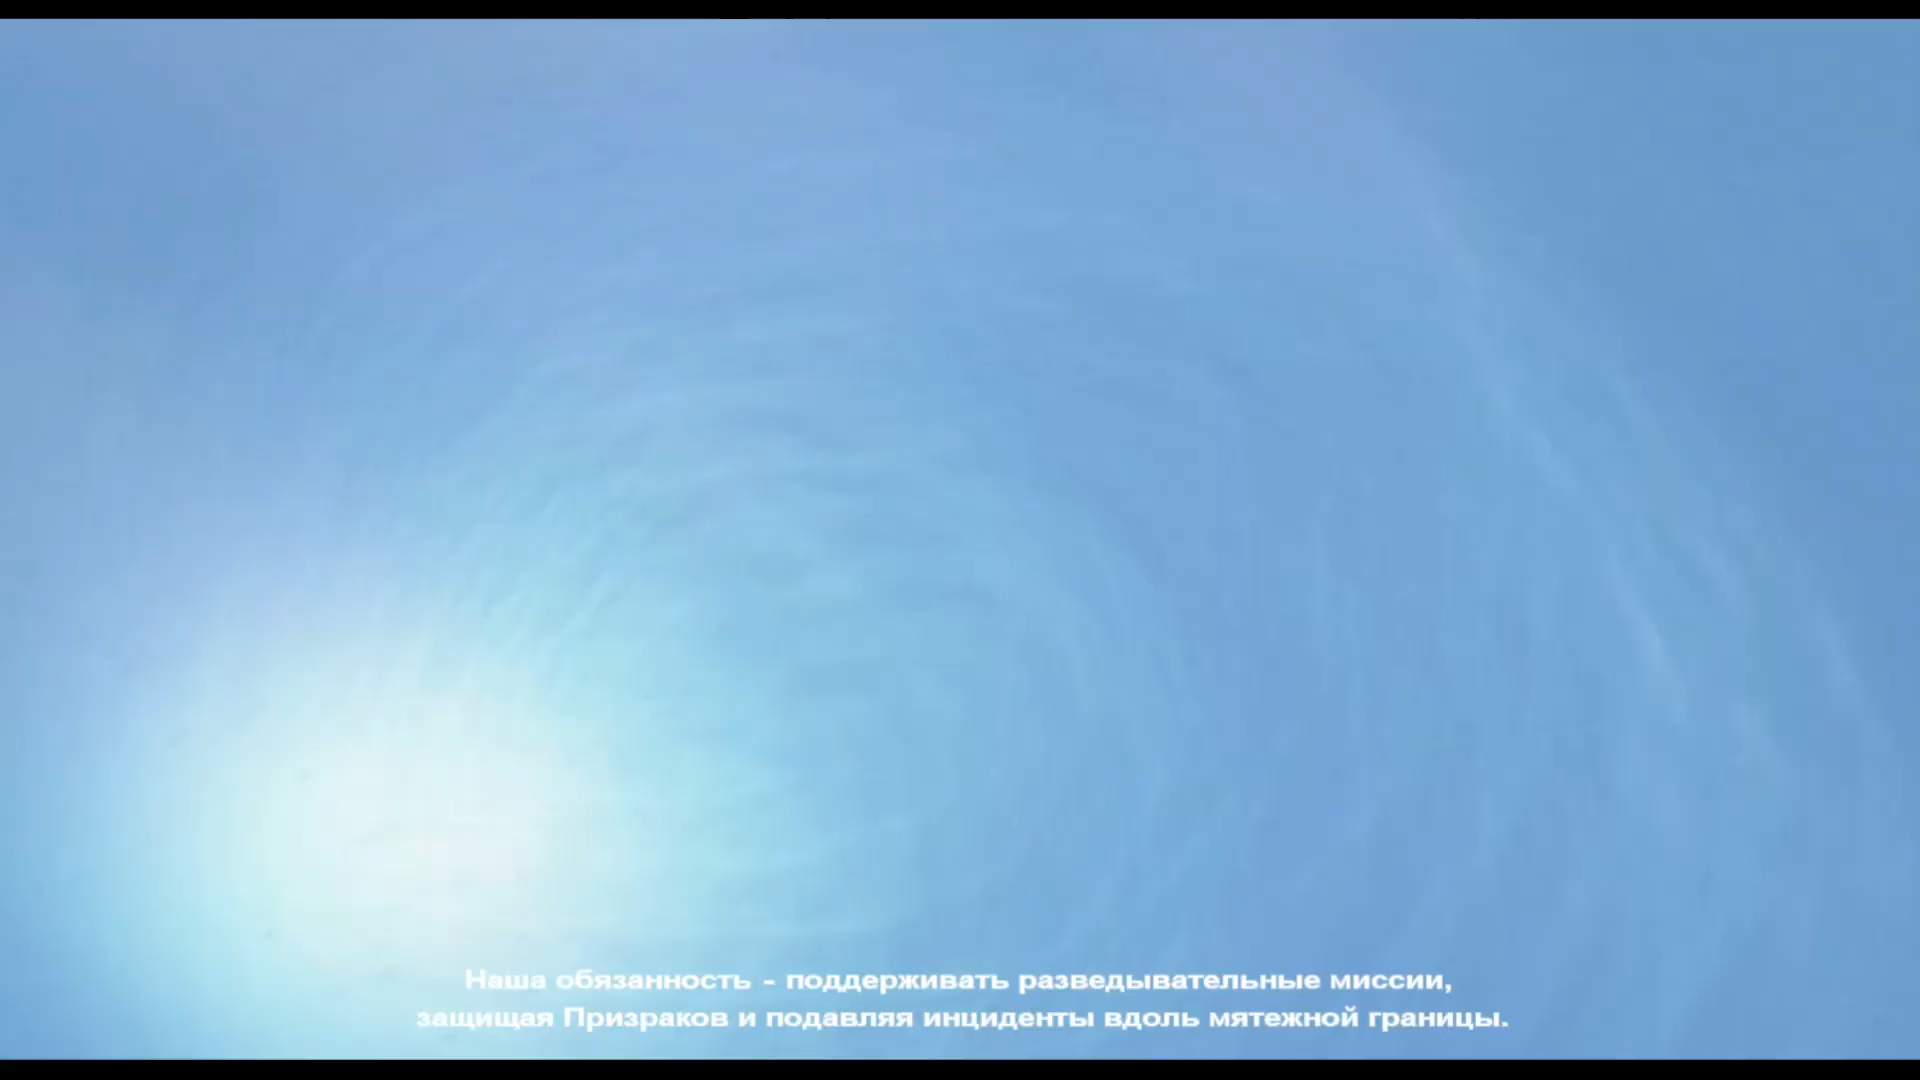 Наша обязанность - поддерживать разведывательные миссии,
защищая Призраков и подавляя инциденты вдоль мятежной границы.